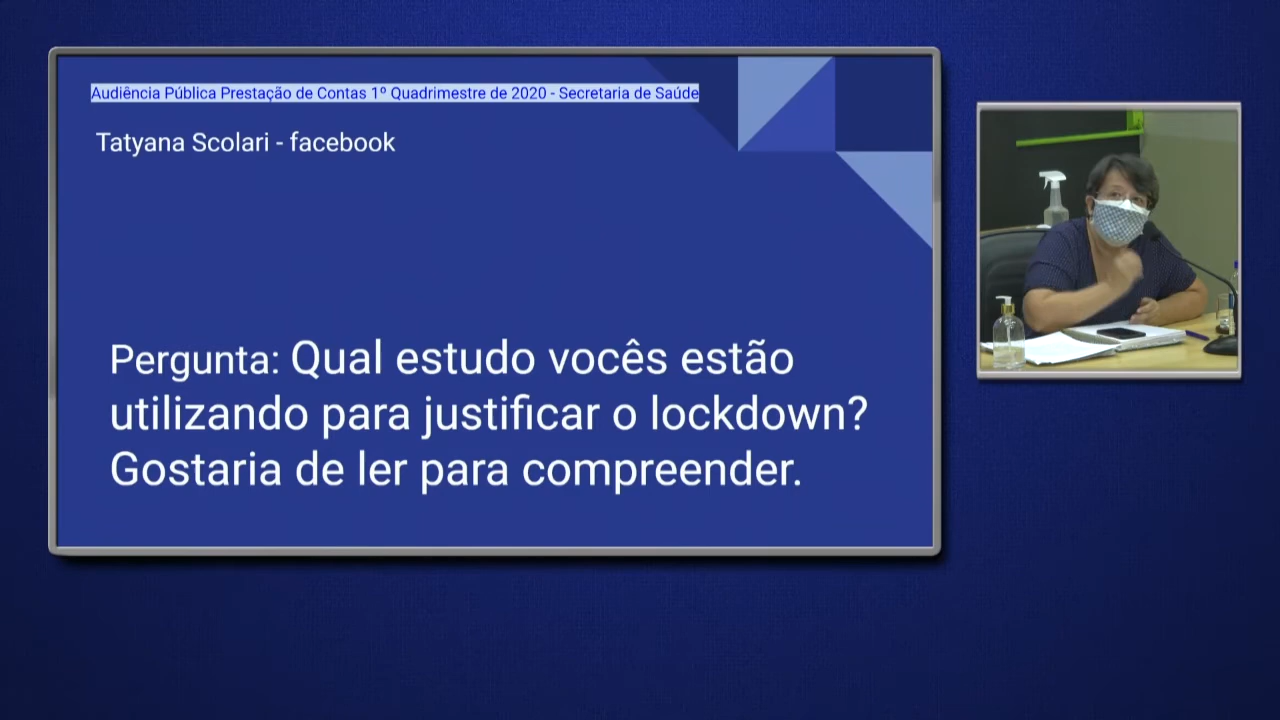 Audiência Pública Prestação de Contas 1º Quadrimestre de 2020 - Secretaria de Saúde
Tatyana Scolari - facebook
Pergunta: Qual estudo vocês estão
utilizando para justificar o lockdown?
Gostaria de ler para compreender.